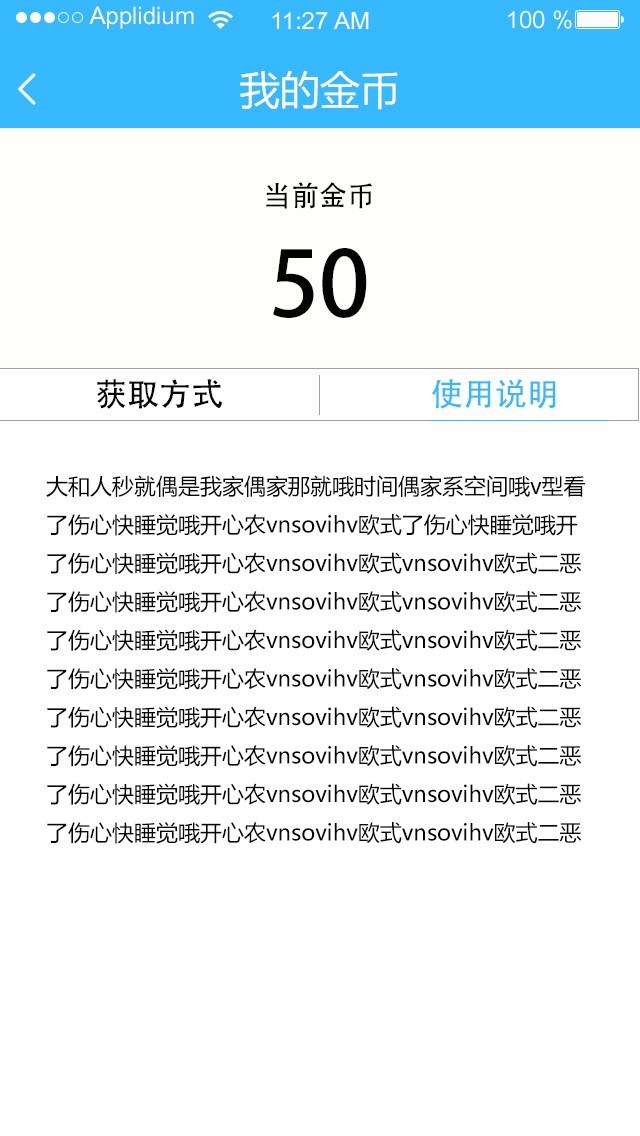 Applidium 11:27 AM 100 %
我的金币
当前金币
50
获取方式 使用说明
大和人秒就偶是我家偶家那就哦时间偶家系空间哦v型看
了伤心快睡觉哦开心农vnsovihv欧式了伤心快睡觉哦开
了伤心快睡觉哦开心农vnsovihv欧式vnsovihv欧式二恶
了伤心快睡觉哦开心农vnsovihv欧式vnsovihv欧式二恶
了伤心快睡觉哦开心农vnsovihv欧式vnsovihv欧式二恶
了伤心快睡觉哦开心农vnsovihv欧式vnsovihv欧式二恶
了伤心快睡觉哦开心农vnsovihv欧式vnsovihv欧式二恶
了伤心快睡觉哦开心农vnsovihv欧式vnsovihv欧式二恶
了伤心快睡觉哦开心农vnsovihv欧式vnsovihv欧式二恶
了伤心快睡觉哦开心农vnsovihv欧式vnsovihv欧式二恶